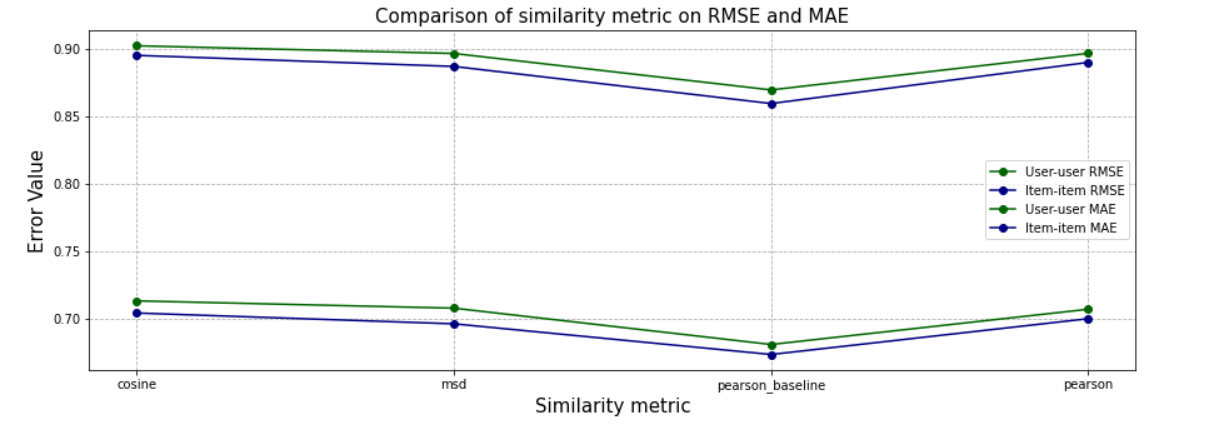 Comparison of similarity metric on RMSE and MAE
Error Value
0.90
0.85
0.80
0.75
0.70
User-user RMSE
Item-item RMSE
User-user MAE
Item-item MAE
cosine msd pearson_baseline pearson
Similarity metric